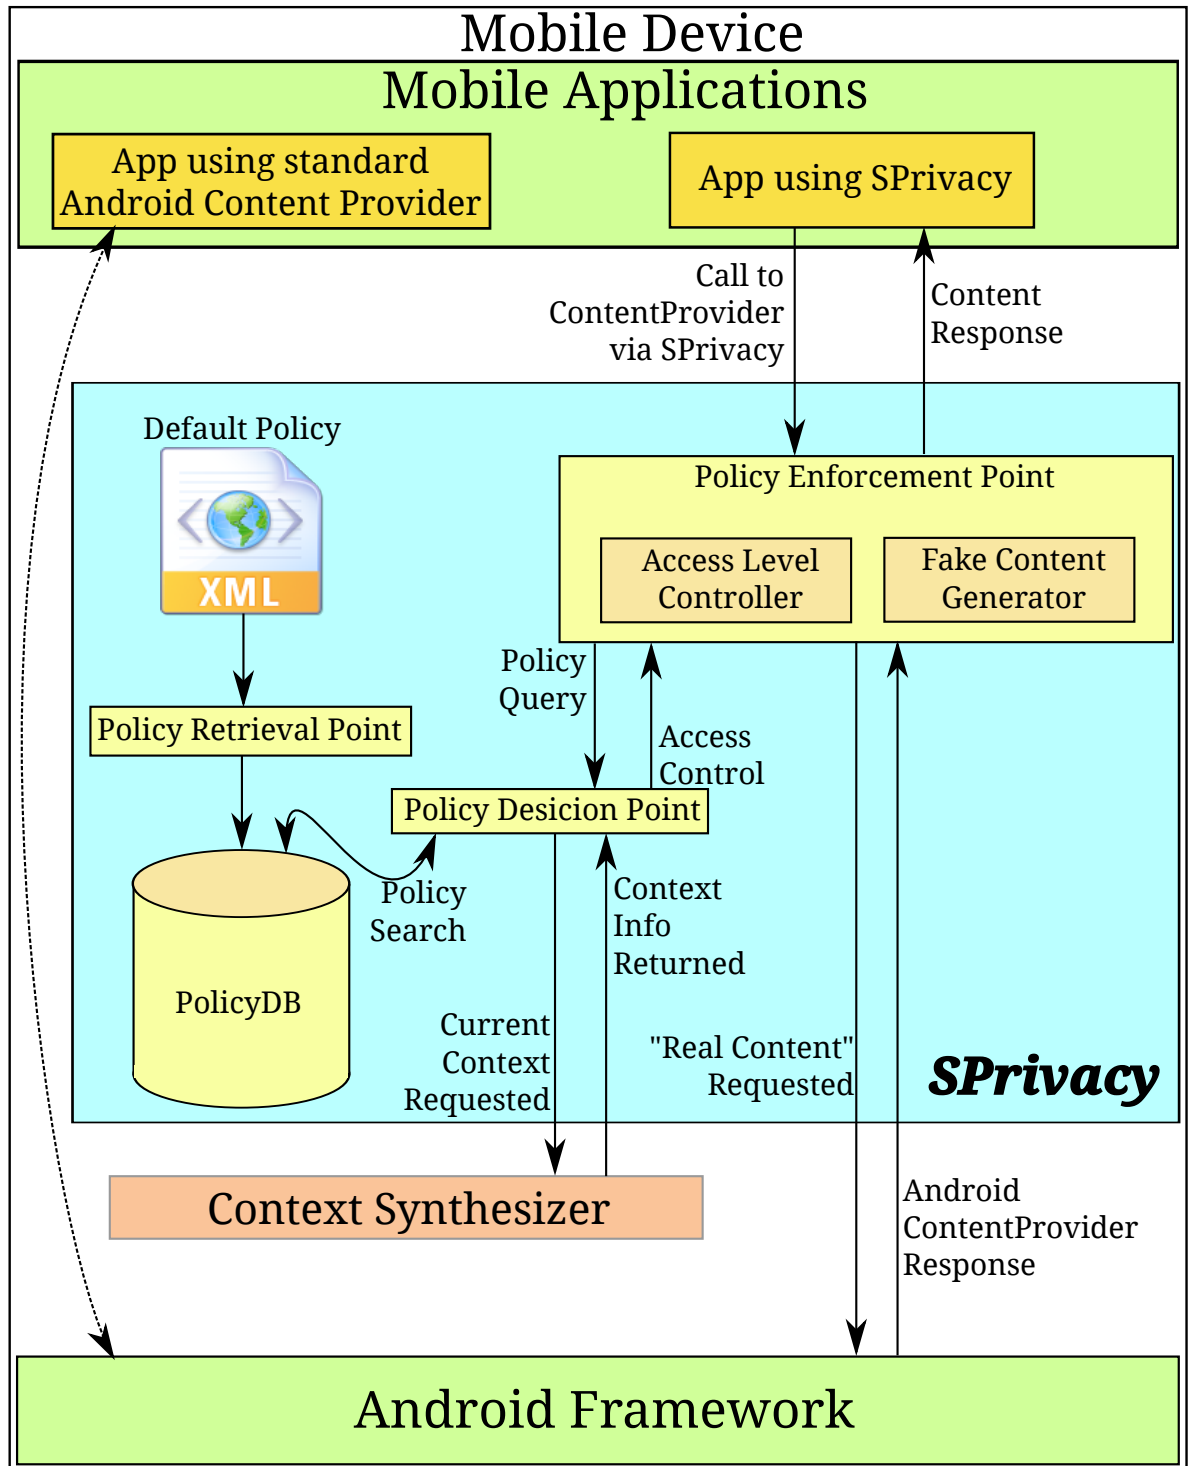 Mobile Device
Mobile Applications
App using standard
Android Content Provider
App using SPrivacy
Call to
ContentProvider
via SPrivacy
Content
Response
Default Policy
XML
Policy Enforcement Point
Access Level
Controller
Fake Content
Generator
Policy
Query
Access
Control
Policy Retrieval Point
Policy Desicion Point
Policy
Search
Context
Info
Returned
PolicyDB
Current
Context
Requested
"Real Content"
Requested
SPrivacy
Context Synthesizer
Android
ContentProvider
Response
Android Framework